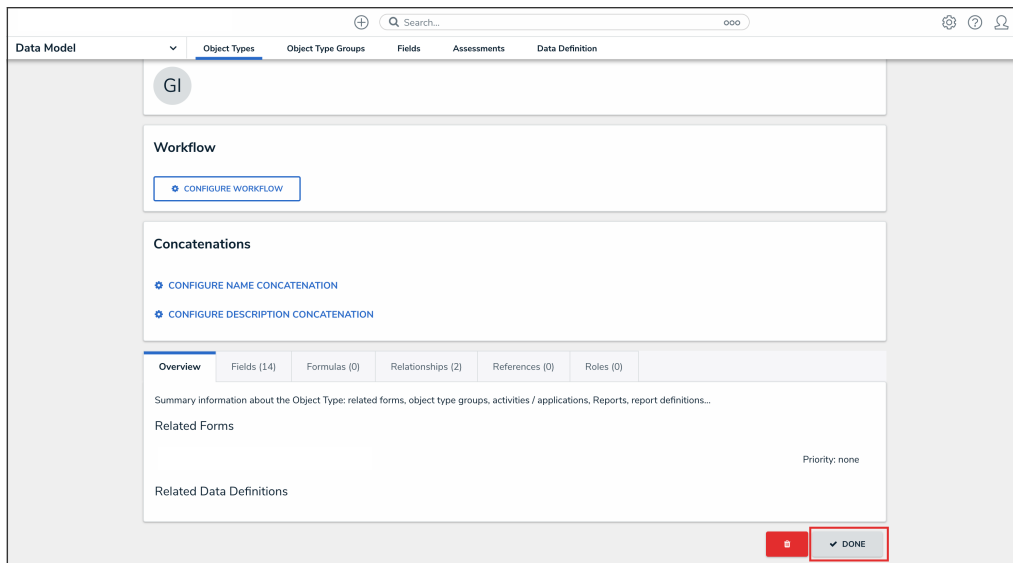 Search...
Data Model
Object Types
Object Type Groups
Fields
Assessments
Data Definition
GI
Workflow
CONFIGURE WORKFLOW
Concatenations
CONFIGURE NAME CONCATENATION
CONFIGURE DESCRIPTION CONCATENATION
Overview
Fields (14)
Formulas (0)
Relationships (2)
References (0)
Roles (0)
Summary information about the Object Type: related forms, object type groups, activities / applications, Reports, report definitions...
Related Forms
Priority: none
Related Data Definitions
DONE